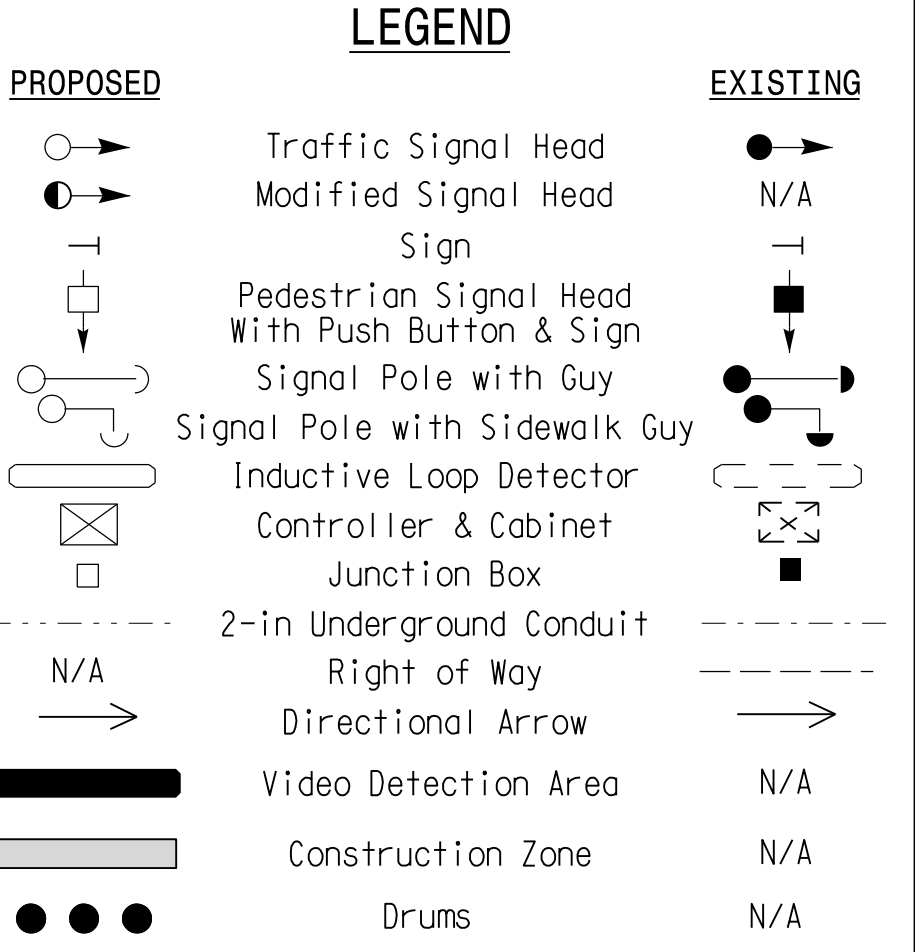 LEGEND
PROPOSED EXISTING
Traffic Signal Head
Modified Signal Head N/A
Sign
Pedestrian Signal Head
With Push Button & Sign
Signal Pole with Guy
Signal Pole with Sidewalk Guy
Inductive Loop Detector
Controller & Cabinet
Junction Box
2-in Underground Conduit
N/A Right of Way
Directional Arrow
Video Detection Area N/A
Construction Zone N/A
Drums N/A